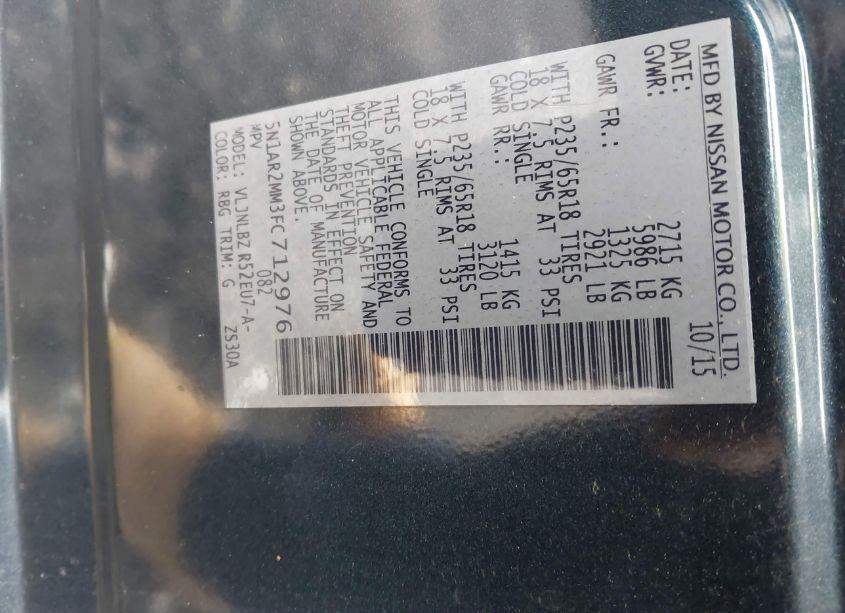 MFD BY NISSAN MOTOR CO., LTD.
DATE: 10/15
GVWR: 2715 KG
5986 LB
GAWR FR.: 1325 KG
2921 LB
WITH P235/65R18 TIRES
18 X 7.5 RIMS AT 33 PSI
COLD SINGLE
GAWR RR.: 1415 KG
3120 LB
WITH P235/65R18 TIRES
18 X 7.5 RIMS AT 33 PSI
COLD SINGLE
THIS VEHICLE CONFORMS TO
ALL APPLICABLE FEDERAL
MOTOR VEHICLE SAFETY AND
THEFT PREVENTION
STANDARDS IN EFFECT ON
THE DATE OF MANUFACTURE
SHOWN ABOVE.
5N1AR2MM3FC712976
MPV 082
MODEL: VLJNLBZ R52EU7-A-
COLOR: RBG TRIM: G ZS30A